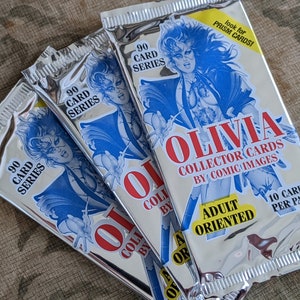 90
CARD
SERIES
look for
PRISM CARDS!
OLIVIA
COLLECTOR CARDS
BY COMIC IMAGES
ADULT
ORIENTED
10 CARDS
PER
90
CARD
SERIES
90
CARD
SERIES